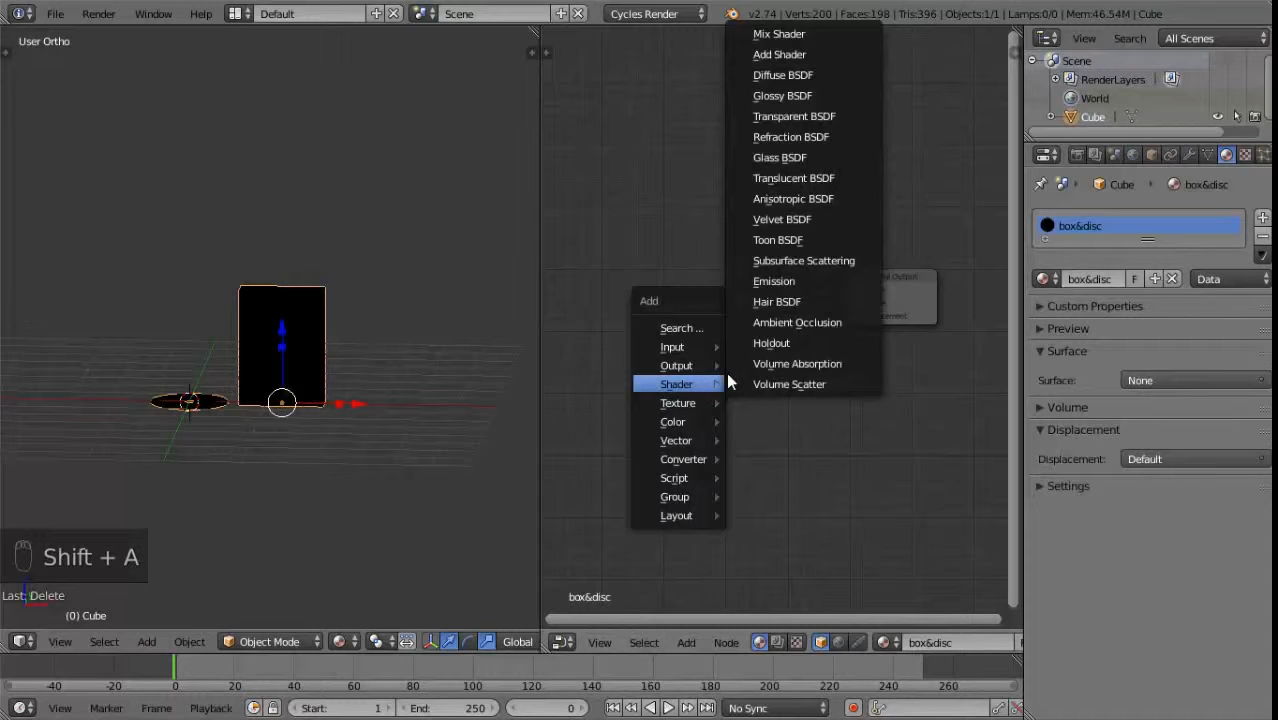 File Render Window Help Default Scene Cycles Render v2.74 | Verts:200 | Faces:198 | Tris:396 | Objects:1/1 | Lamps:0/0 | Mem:46.54M | Cube
User Ortho
Mix Shader
Add Shader
Diffuse BSDF
Glossy BSDF
Transparent BSDF
Refraction BSDF
Glass BSDF
Translucent BSDF
Anisotropic BSDF
Velvet BSDF
Toon BSDF
Subsurface Scattering
Emission
Hair BSDF
Ambient Occlusion
Holdout
Volume Absorption
Volume Scatter
Add
Search ...
Input
Output
Shader
Texture
Color
Vector
Converter
Script
Group
Layout
Output
View Search All Scenes
Scene
RenderLayers
World
Cube
Cube box&disc
box&disc
box&disc F Data
Custom Properties
Preview
Surface
Surface: None
Volume
Displacement
Displacement: Default
Settings
Shift + A
Last: Delete
(0) Cube
box&disc
View Select Add Object Object Mode Global
View Select Add Node box&disc F
-40 -20 0 20 40 60 80 100 120 140 160 180 200 220 240 260
View Marker Frame Playback Start: 1 End: 250 0 No Sync